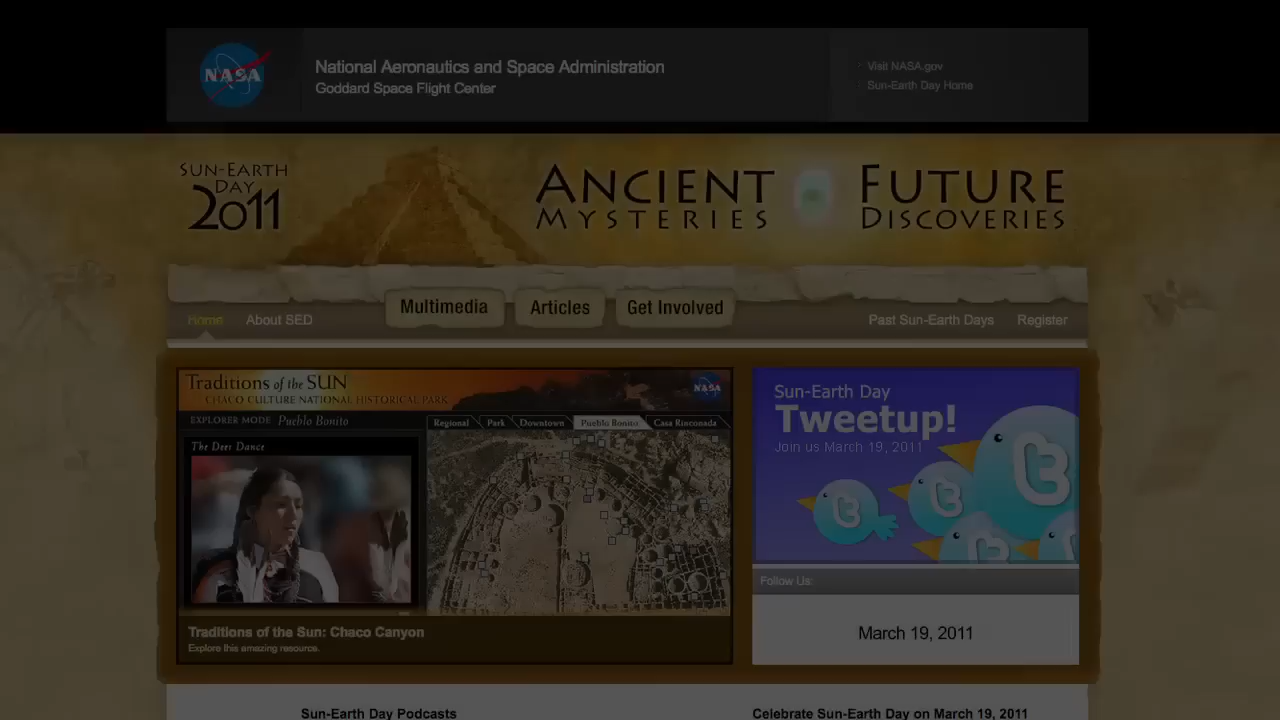 NASA
National Aeronautics and Space Administration
Goddard Space Flight Center
Visit NASA.gov
Sun-Earth Day Home
SUN-EARTH
DAY
2011
ANCIENT
MYSTERIES
FUTURE
DISCOVERIES
Home
About SED
Multimedia
Articles
Get Involved
Past Sun-Earth Days
Register
Traditions of the SUN
CHACO CULTURE NATIONAL HISTORICAL PARK
NASA
EXPLORER MODE Pueblo Bonito
Regional
Park
Downtown
Pueblo Bonito
Casa Rinconada
The Deer Dance
Traditions of the Sun: Chaco Canyon
Explore this amazing resource.
Sun-Earth Day
Tweetup!
Join us March 19, 2011
Follow Us:
March 19, 2011
Sun-Earth Day Podcasts
Celebrate Sun-Earth Day on March 19, 2011